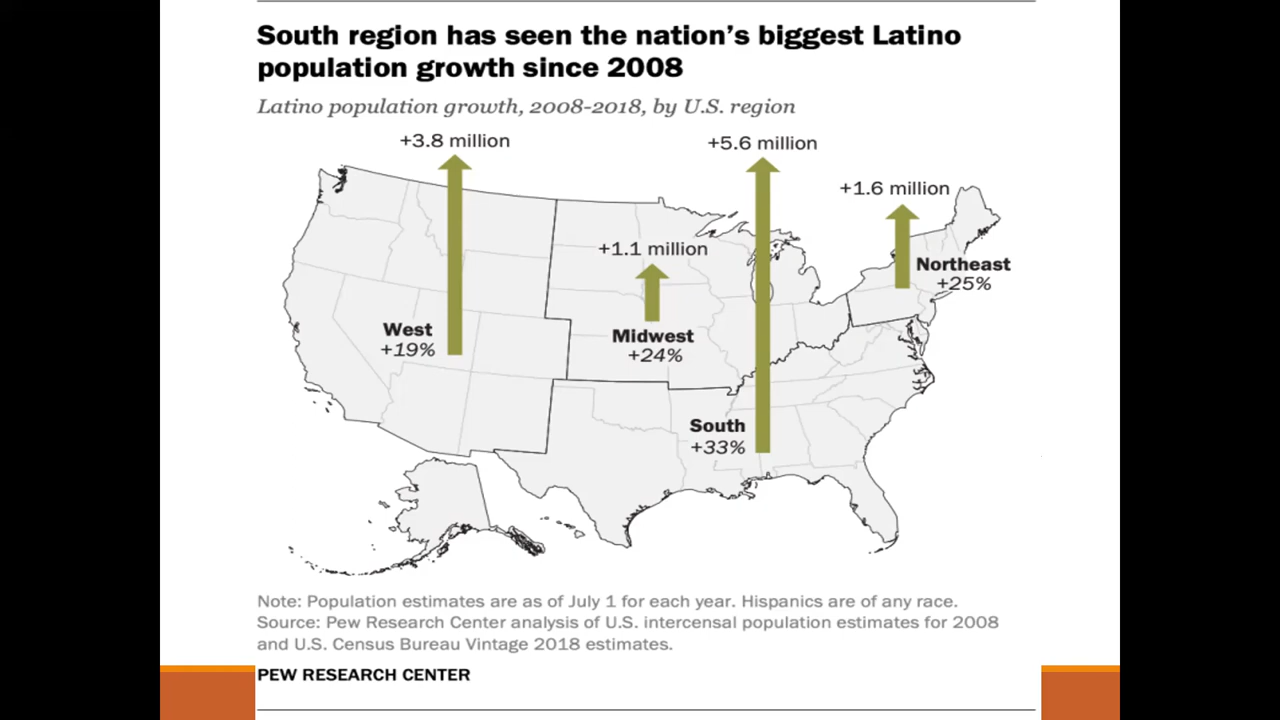 South region has seen the nation's biggest Latino
population growth since 2008
Latino population growth, 2008-2018, by U.S. region
+3.8 million
+5.6 million
+1.6 million
+1.1 million
Northeast
+25%
West
+19%
Midwest
+24%
South
+33%
Note: Population estimates are as of July 1 for each year. Hispanics are of any race.
Source: Pew Research Center analysis of U.S. intercensal population estimates for 2008
and U.S. Census Bureau Vintage 2018 estimates.
PEW RESEARCH CENTER